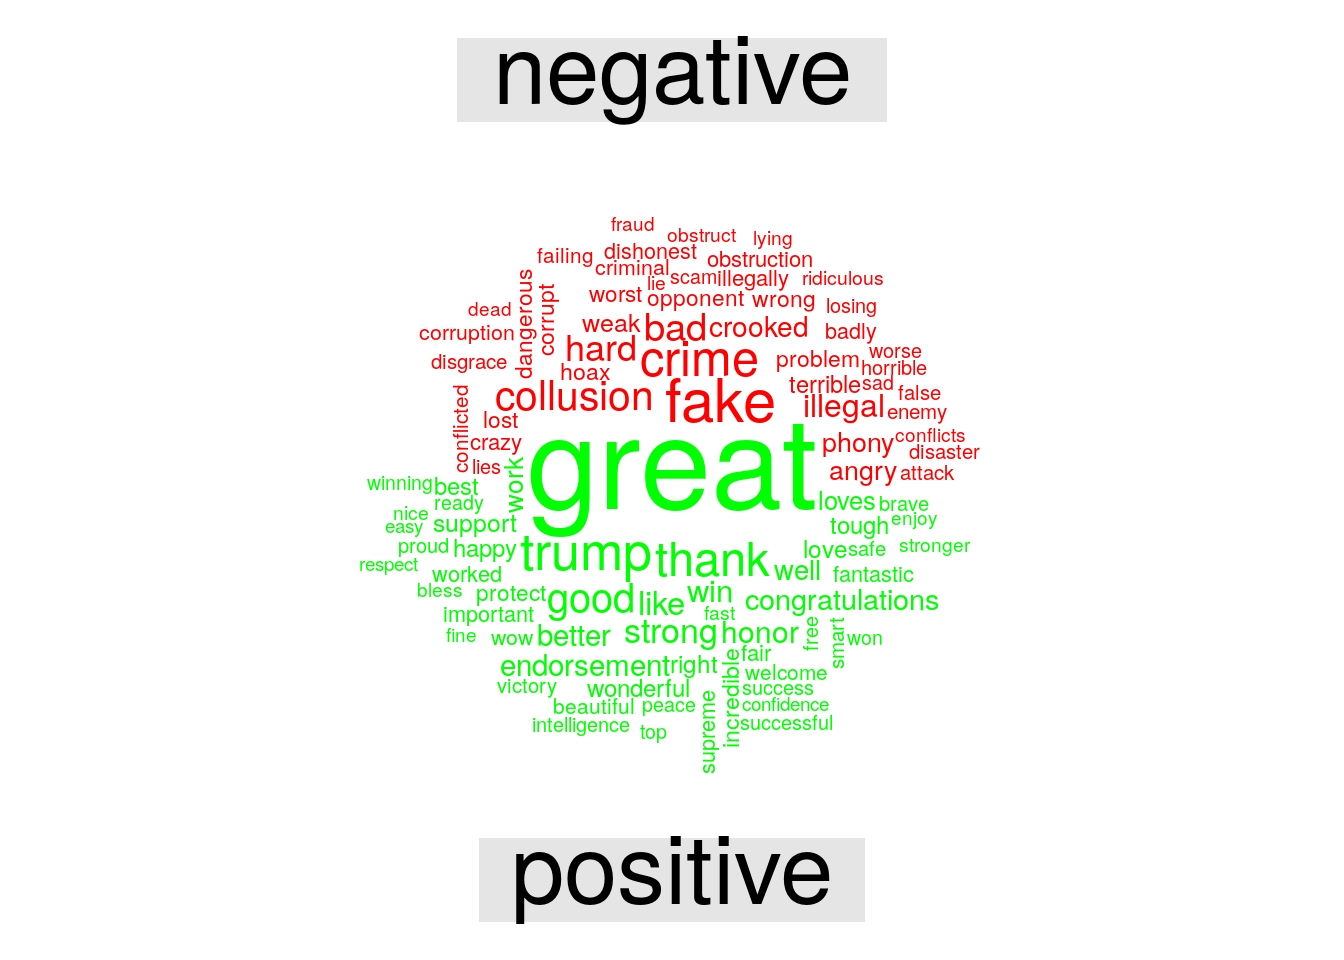 negative
fraud
obstruct lying
failing dishonest obstruction
criminal
lie scam illegally ridiculous
dangerous corrupt worst opponent wrong losing
dead
corruption weak bad crooked badly
disgrace hard crime problem worse
hoax horrible
collusion fake terrible sad false
illegal enemy
conflicted lost
crazy phony conflicts
disaster
lies angry attack
great
winning best work loves brave
ready
nice tough enjoy
easy support
proud happy trump thank love safe stronger
respect worked well fantastic
bless protect good like win congratulations
important fast
fine wow better strong honor free smart won
endorsement right incredible fair
welcome
victory wonderful success
beautiful peace supreme confidence
intelligence top successful
positive